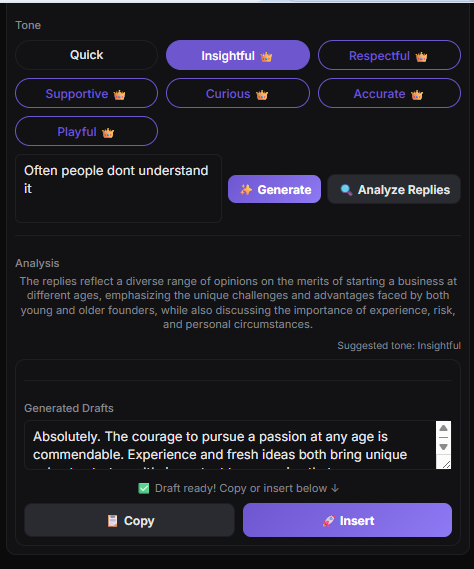 Tone
Quick
Insightful 👑
Respectful 👑
Supportive 👑
Curious 👑
Accurate 👑
Playful 👑
Often people dont understand
it
✨ Generate
🔍 Analyze Replies
Analysis
The replies reflect a diverse range of opinions on the merits of starting a business at
different ages, emphasizing the unique challenges and advantages faced by both
young and older founders, while also discussing the importance of experience, risk,
and personal circumstances.
Suggested tone: Insightful
Generated Drafts
Absolutely. The courage to pursue a passion at any age is
commendable. Experience and fresh ideas both bring unique
✅ Draft ready! Copy or insert below ↓
📋 Copy
🚀 Insert